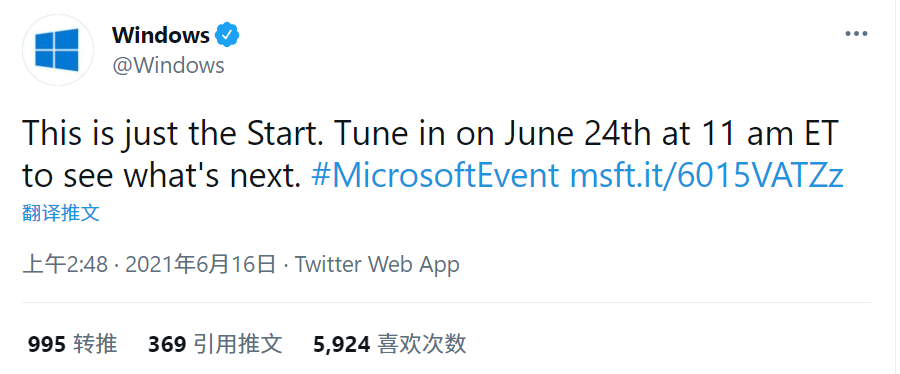 Windows
@Windows
This is just the Start. Tune in on June 24th at 11 am ET
to see what's next. #MicrosoftEvent msft.it/6015VATZz
翻译推文
上午2:48 · 2021年6月16日 · Twitter Web App
995 转推 369 引用推文 5,924 喜欢次数